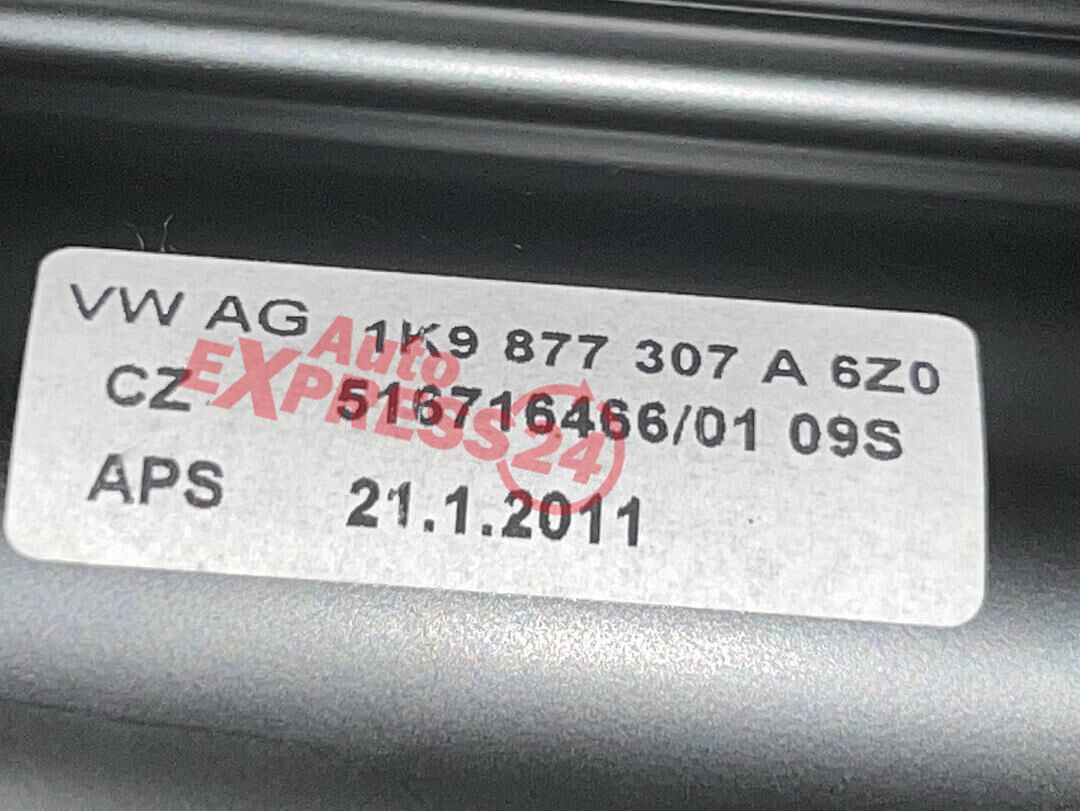 VW AG 1K9 877 307 A 6Z0
CZ 516716466/01 09S
APS 21.1.2011
Auto
EXPRESS24